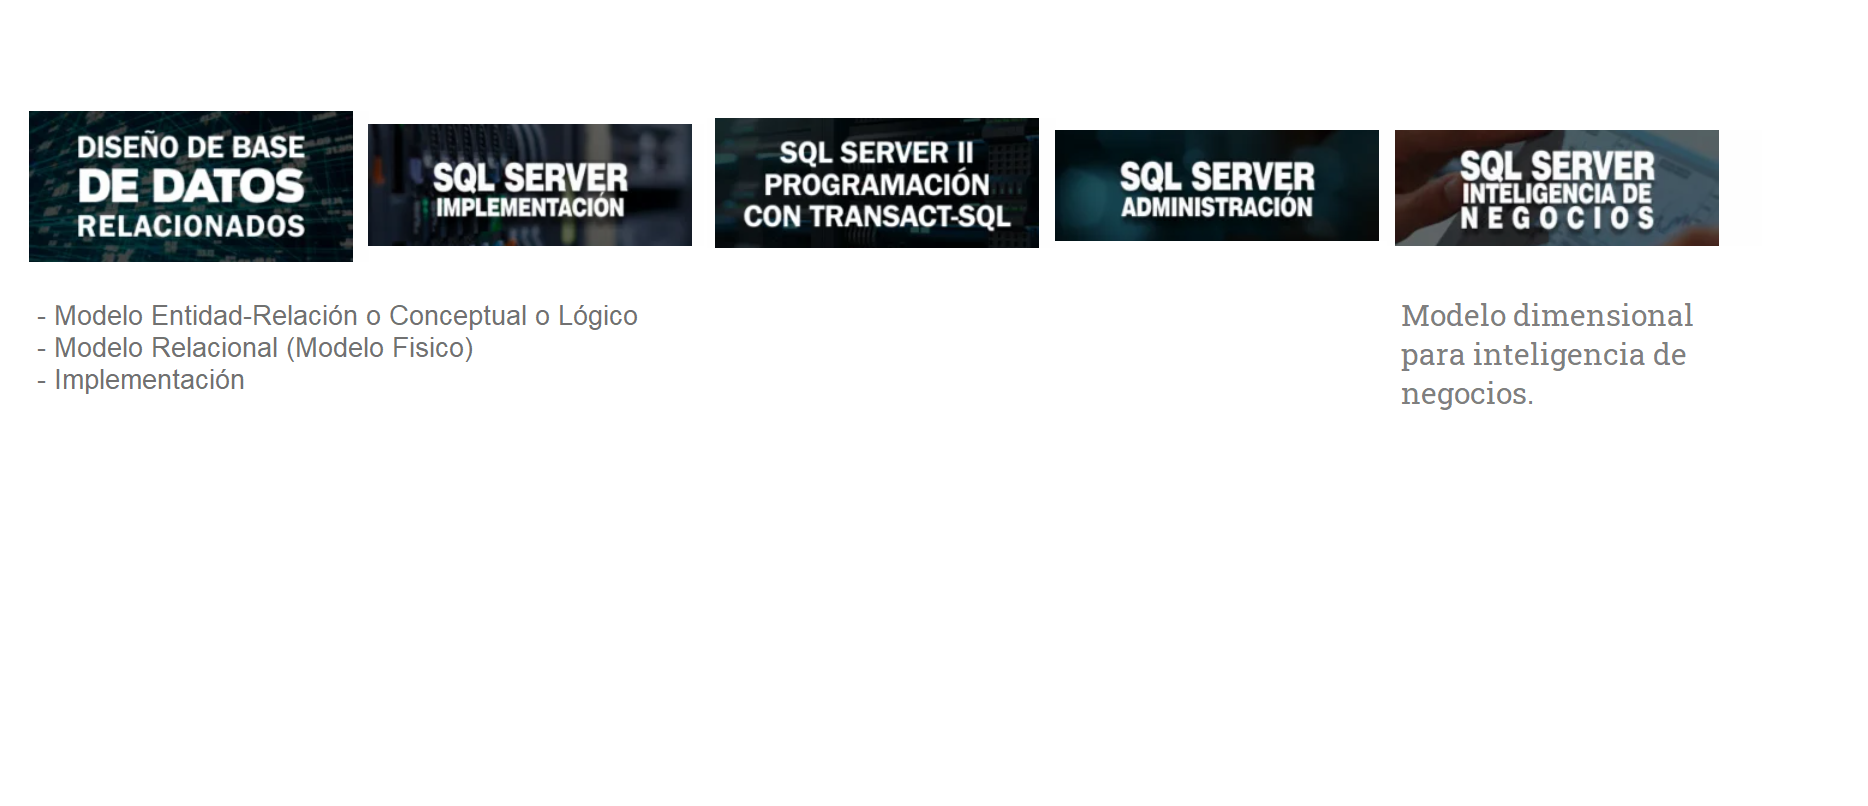 DISEÑO DE BASE
DE DATOS
RELACIONADOS
SQL SERVER
IMPLEMENTACIÓN
SQL SERVER II
PROGRAMACIÓN
CON TRANSACT-SQL
SQL SERVER
ADMINISTRACIÓN
SQL SERVER
INTELIGENCIA DE
NEGOCIOS
- Modelo Entidad-Relación o Conceptual o Lógico
- Modelo Relacional (Modelo Fisico)
- Implementación
Modelo dimensional
para inteligencia de
negocios.